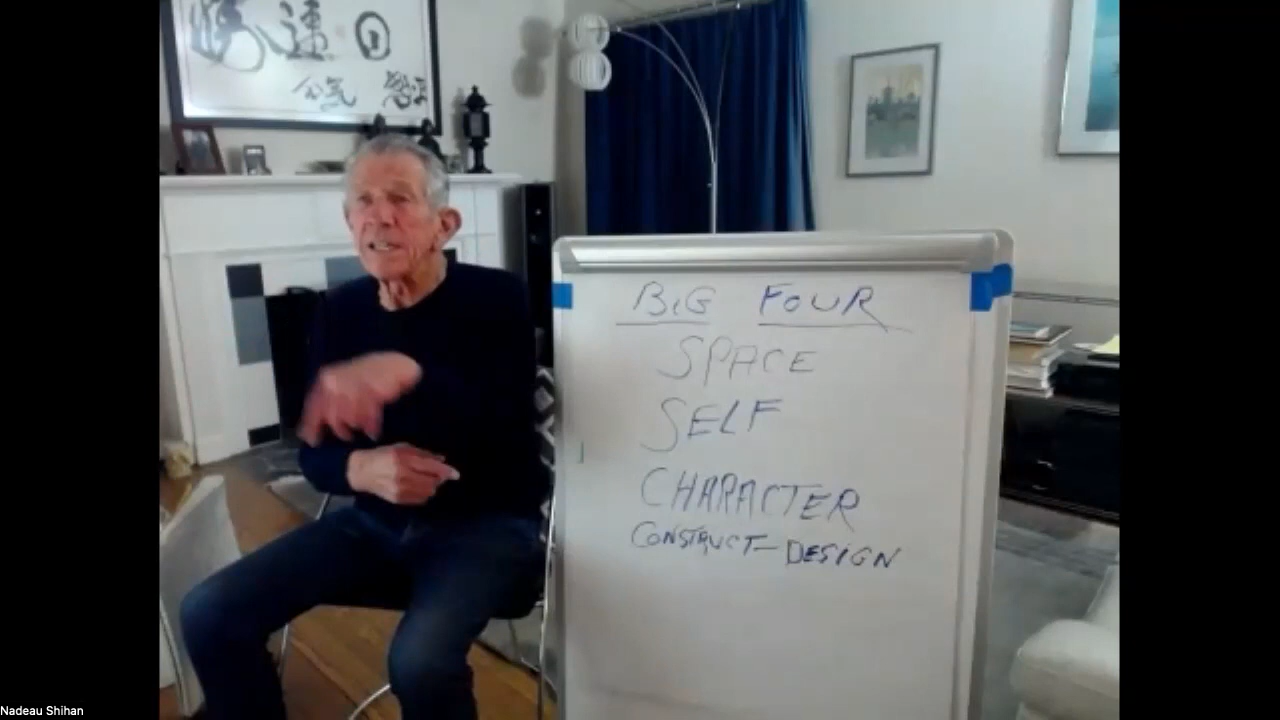 BIG FOUR
SPACE
SELF
CHARACTER
CONSTRUCT-DESIGN
Nadeau Shihan